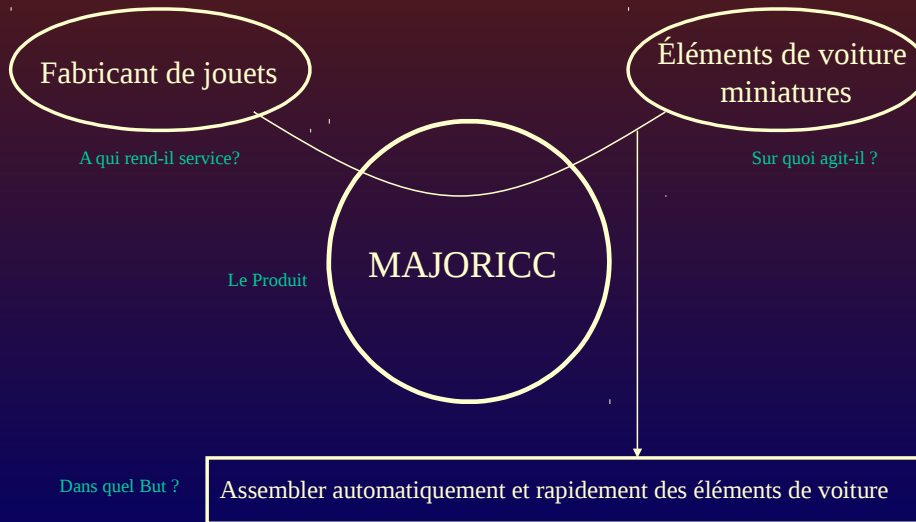 Fabricant de jouets
Éléments de voiture
miniatures
A qui rend-il service?
Sur quoi agit-il ?
MAJORICC
Le Produit
Dans quel But ?
Assembler automatiquement et rapidement des éléments de voiture